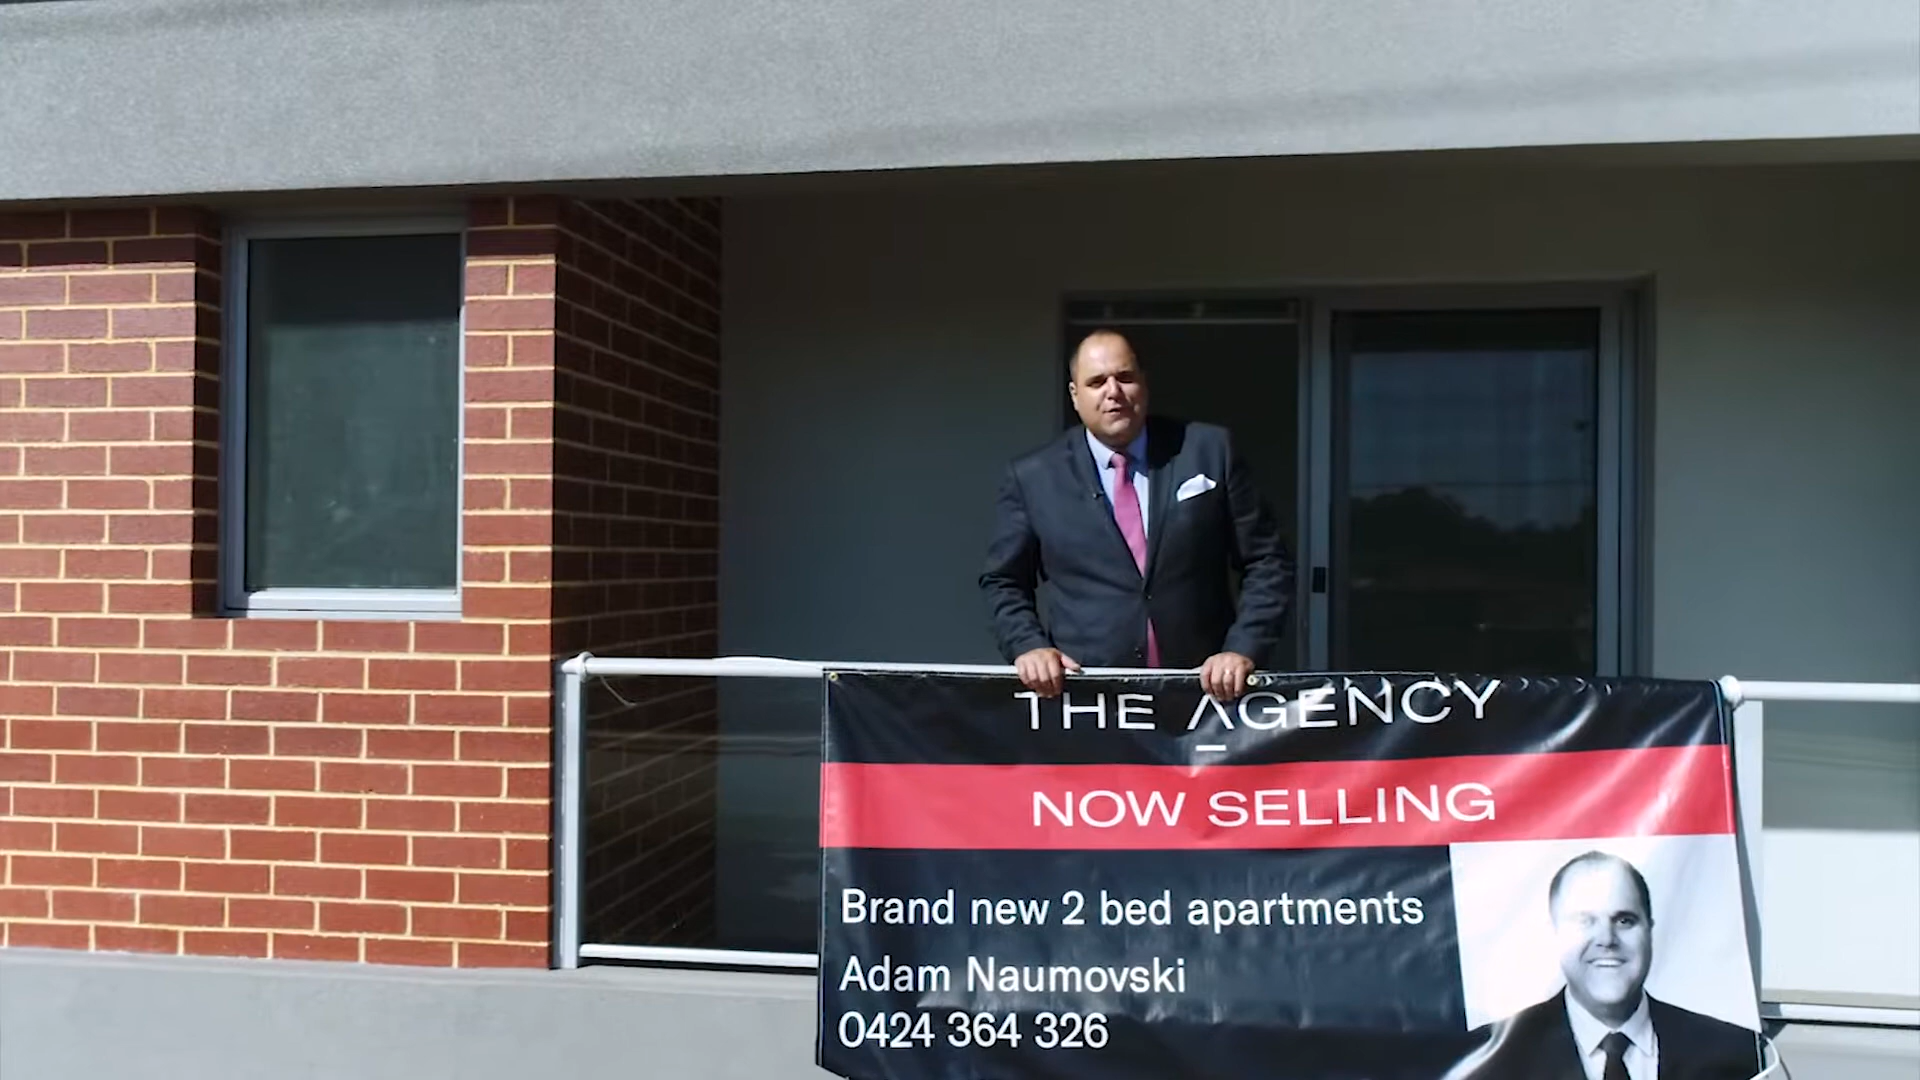 THE AGENCY
NOW SELLING
Brand new 2 bed apartments
Adam Naumovski
0424 364 326